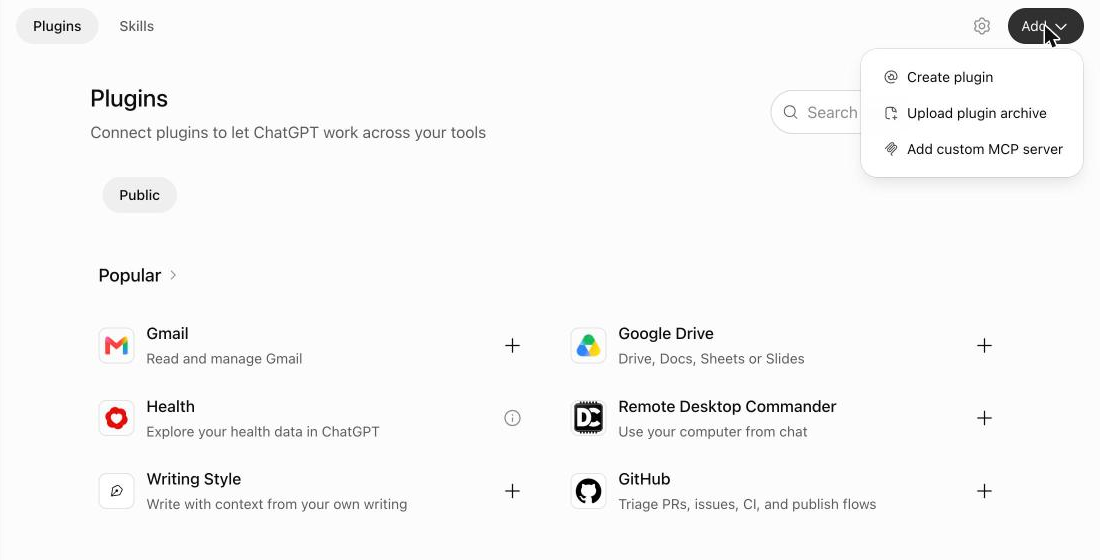 Plugins
Skills
Add
Create plugin
Upload plugin archive
Add custom MCP server
Plugins
Connect plugins to let ChatGPT work across your tools
Search
Public
Popular
Gmail
Read and manage Gmail
Google Drive
Drive, Docs, Sheets or Slides
Health
Explore your health data in ChatGPT
Remote Desktop Commander
Use your computer from chat
Writing Style
Write with context from your own writing
GitHub
Triage PRs, issues, CI, and publish flows
DC